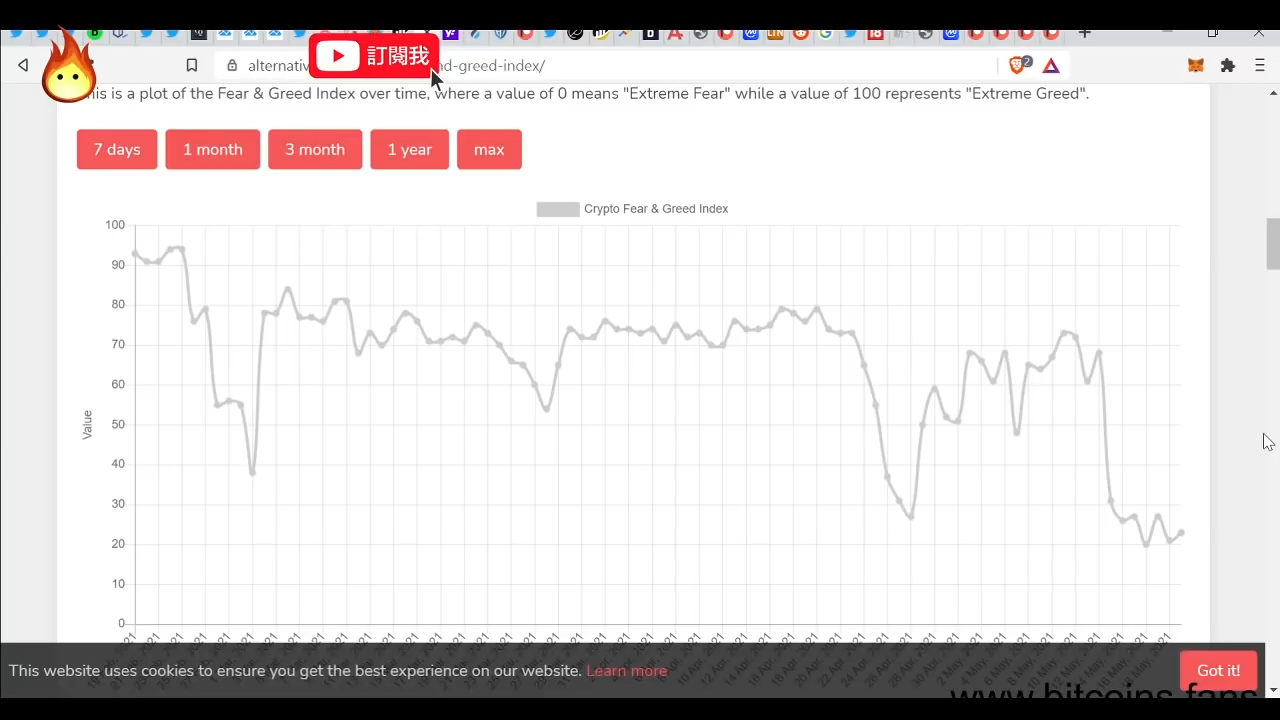 訂閱我
alternativ
nd-greed-index/
his is a plot of the Fear & Greed Index over time, where a value of 0 means "Extreme Fear" while a value of 100 represents "Extreme Greed".
7 days
1 month
3 month
1 year
max
Crypto Fear & Greed Index
100
90
80
70
60
50
40
30
20
10
0
Value
This website uses cookies to ensure you get the best experience on our website. Learn more
Got it!
www.bitcoins.fans